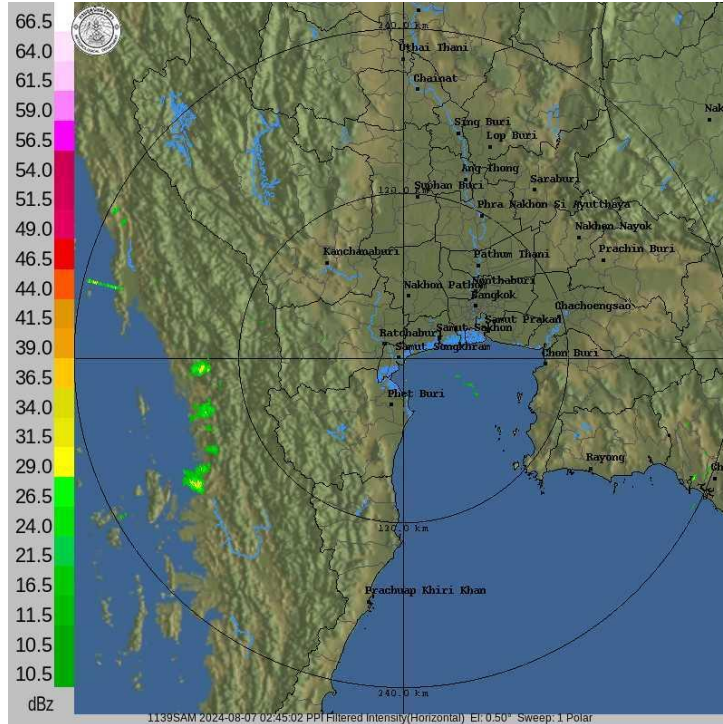 66.5
64.0
61.5
59.0
56.5
54.0
51.5
49.0
46.5
44.0
41.5
39.0
36.5
34.0
31.5
29.0
26.5
24.0
21.5
16.5
11.5
10.5
10.5
dBz
240.0 km
Uthai Thani
Chainat
Nak
Sing Buri
Lop Buri
Ang Thong
Saraburi
Suphan Buri
120.0 km
Phra Nakhon Si Ayutthaya
Nakhon Nayok
Prachin Buri
Kanchanaburi
Pathum Thani
Nonthaburi
Nakhon Pathom
Bangkok
Chachoengsao
Samut Prakan
Samut Sakhon
Ratchaburi
Samut Songkhram
Chon Buri
Phet Buri
Rayong
Ch
120.0 km
Prachuap Khiri Khan
240.0 km
1139SAM 2024-08-07 02:45:02 PPI Filtered Intensity(Horizontal) El: 0.50° Sweep: 1 Polar